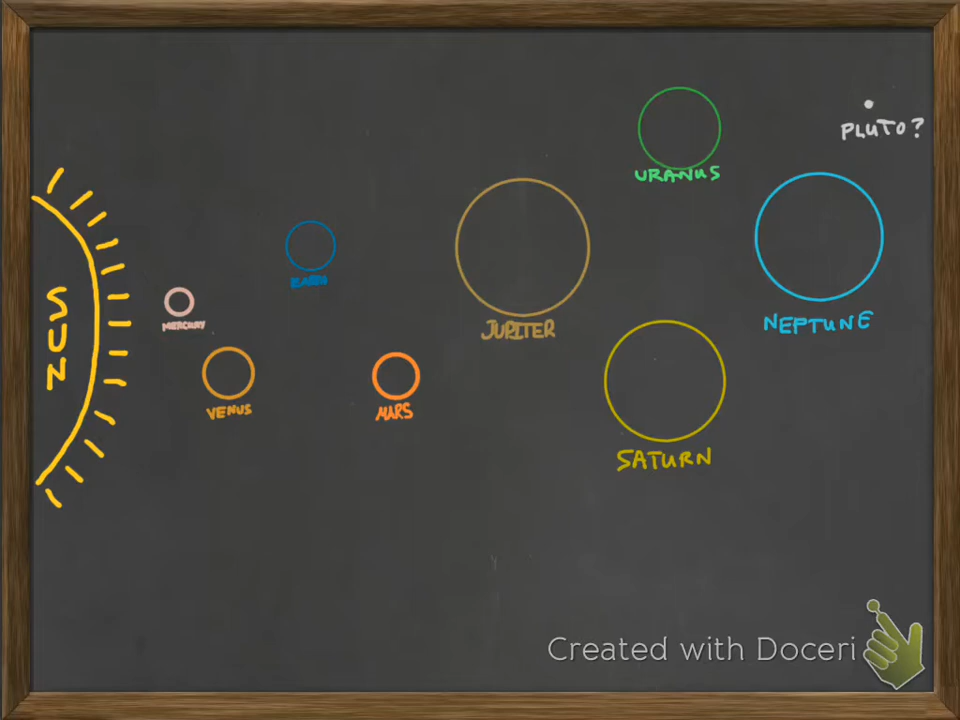 SUN
MERCURY
VENUS
EARTH
MARS
JUPITER
SATURN
URANUS
NEPTUNE
PLUTO?
Created with Doceri